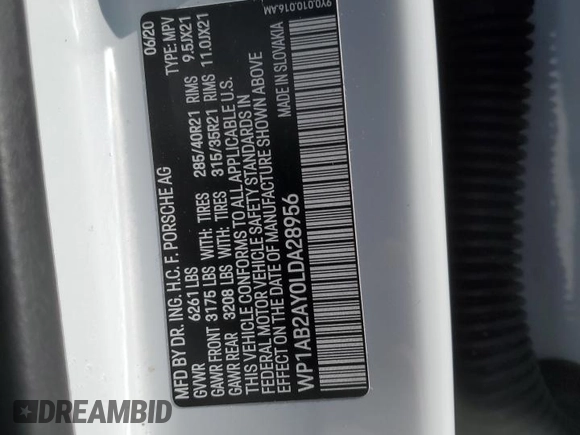 MFD BY DR. ING. H.C. F. PORSCHE AG 06/20
GVWR 6261 LBS TYPE: MPV
GAWR FRONT 3175 LBS WITH: TIRES 285/40R21 RIMS 9.5JX21
GAWR REAR 3208 LBS WITH: TIRES 315/35R21 RIMS 11.0JX21
THIS VEHICLE CONFORMS TO ALL APPLICABLE U.S.
FEDERAL MOTOR VEHICLE SAFETY STANDARDS IN
EFFECT ON THE DATE OF MANUFACTURE SHOWN ABOVE
WP1AB2AY0LDA28956 MADE IN SLOVAKIA
9Y0.010.016.AM
DREAMBID